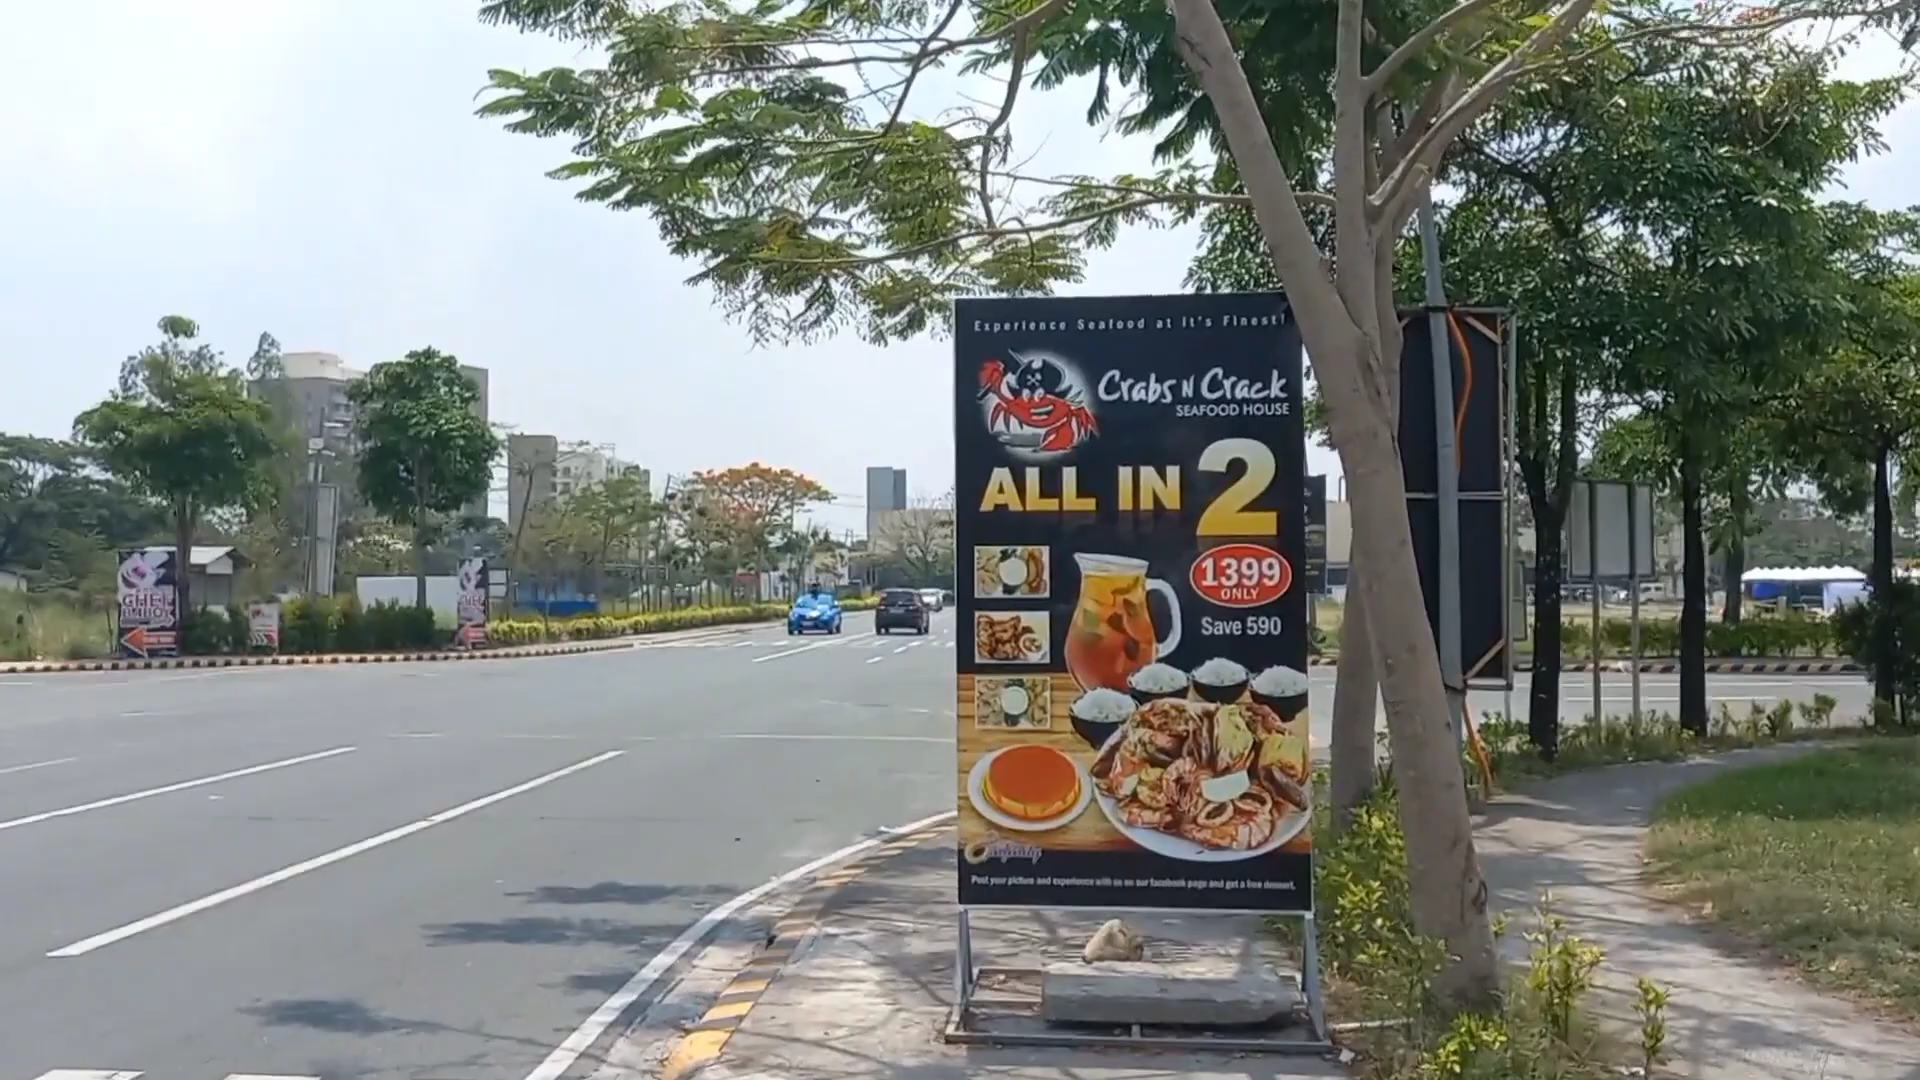 Experience Seafood at It's Finest!
Crabs N Crack
SEAFOOD HOUSE
ALL IN 2
1399
ONLY
Save 590
Post your picture and experience with us on our facebook page and get a free dessert.
CHEF